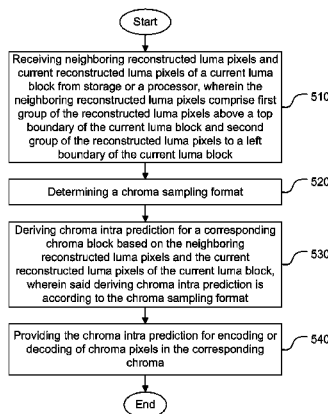 Start
Receiving neighboring reconstructed luma pixels and
current reconstructed luma pixels of a current luma
block from storage or a processor, wherein the
neighboring reconstructed luma pixels comprise first
group of the reconstructed luma pixels above a top
boundary of the current luma block and second
group of the reconstructed luma pixels to a left
boundary of the current luma block
510
Determining a chroma sampling format
520
Deriving chroma intra prediction for a corresponding
chroma block based on the neighboring
reconstructed luma pixels and the current
reconstructed luma pixels of the current luma block,
wherein said deriving chroma intra prediction is
according to the chroma sampling format
530
Providing the chroma intra prediction for encoding or
decoding of chroma pixels in the corresponding
chroma
540
End